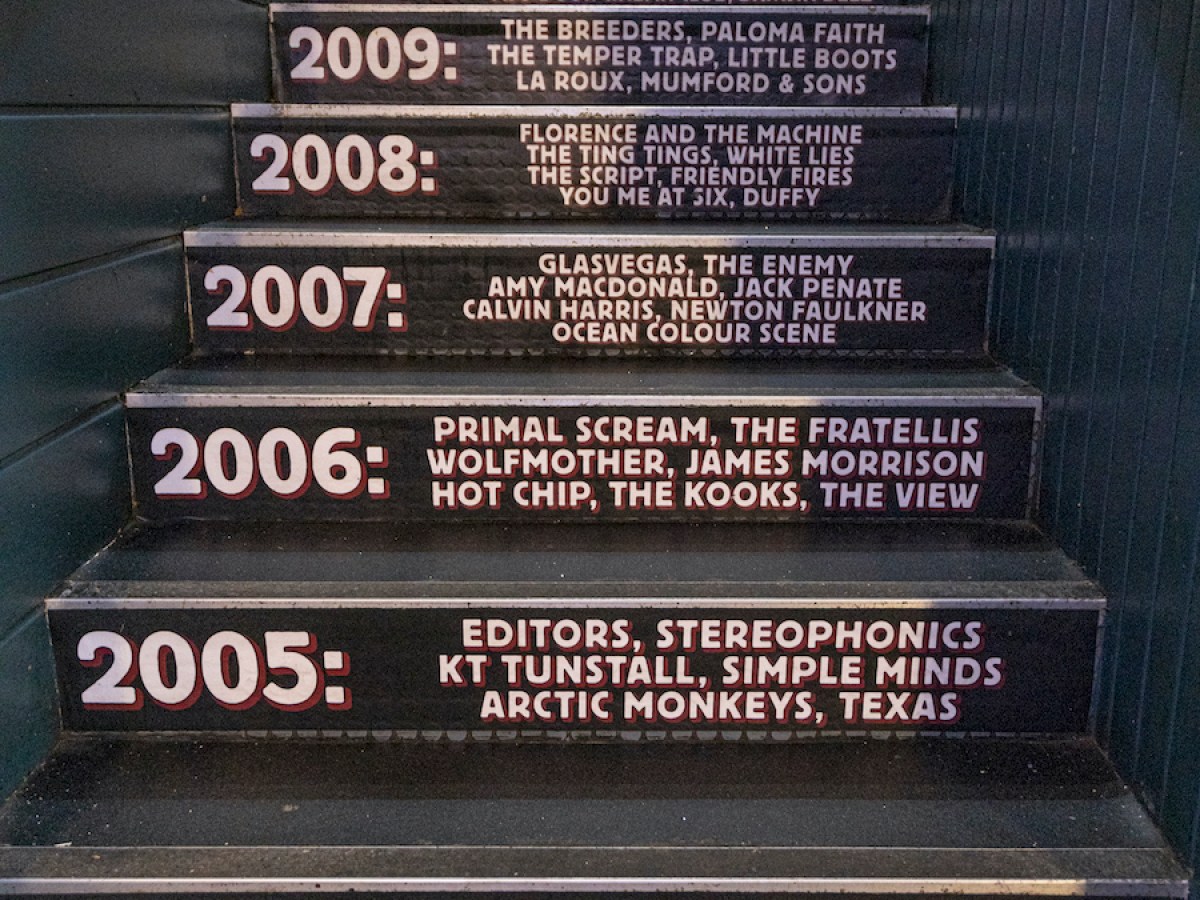 2009:
THE BREEDERS, PALOMA FAITH
THE TEMPER TRAP, LITTLE BOOTS
LA ROUX, MUMFORD & SONS
2008:
FLORENCE AND THE MACHINE
THE TING TINGS, WHITE LIES
THE SCRIPT, FRIENDLY FIRES
YOU ME AT SIX, DUFFY
2007:
GLASVEGAS, THE ENEMY
AMY MACDONALD, JACK PENATE
CALVIN HARRIS, NEWTON FAULKNER
OCEAN COLOUR SCENE
2006:
PRIMAL SCREAM, THE FRATELLIS
WOLFMOTHER, JAMES MORRISON
HOT CHIP, THE KOOKS, THE VIEW
2005:
EDITORS, STEREOPHONICS
KT TUNSTALL, SIMPLE MINDS
ARCTIC MONKEYS, TEXAS